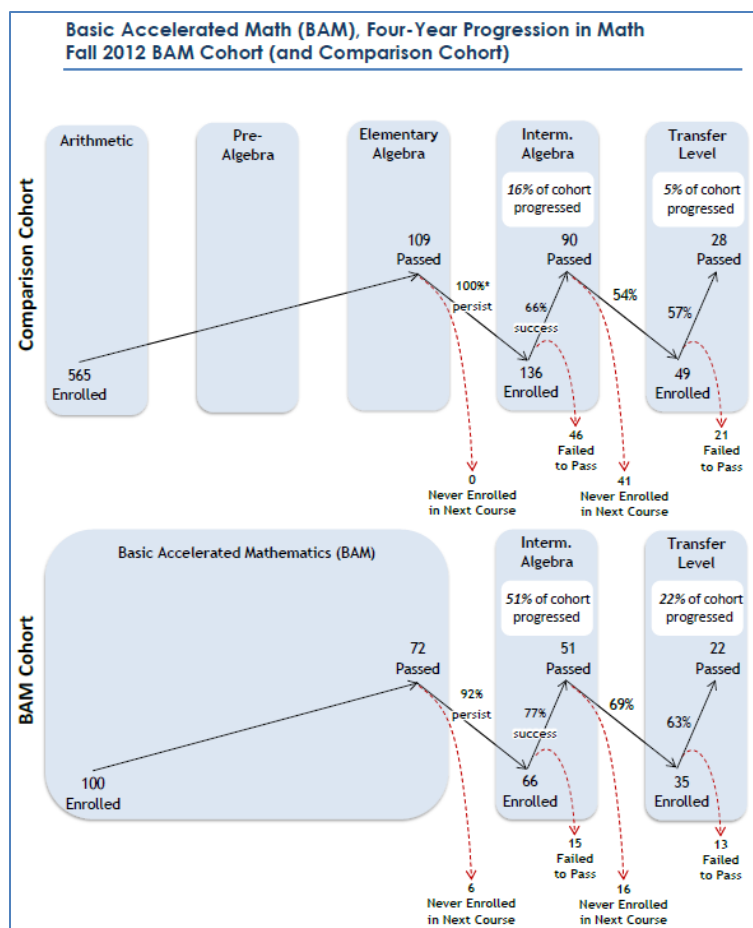 Basic Accelerated Math (BAM), Four-Year Progression in Math
Fall 2012 BAM Cohort (and Comparison Cohort)
Comparison Cohort
Arithmetic
Pre-
Algebra
Elementary
Algebra
Interm.
Algebra
Transfer
Level
16% of cohort
progressed
5% of cohort
progressed
109
Passed
90
Passed
28
Passed
100%*
persist
66%
success
54%
57%
565
Enrolled
136
Enrolled
49
Enrolled
46
Failed
to Pass
21
Failed
to Pass
0
Never Enrolled
in Next Course
41
Never Enrolled
in Next Course
BAM Cohort
Basic Accelerated Mathematics (BAM)
Interm.
Algebra
Transfer
Level
51% of cohort
progressed
22% of cohort
progressed
72
Passed
51
Passed
22
Passed
92%
persist
77%
success
69%
63%
100
Enrolled
66
Enrolled
35
Enrolled
15
Failed
to Pass
13
Failed
to Pass
6
Never Enrolled
in Next Course
16
Never Enrolled
in Next Course